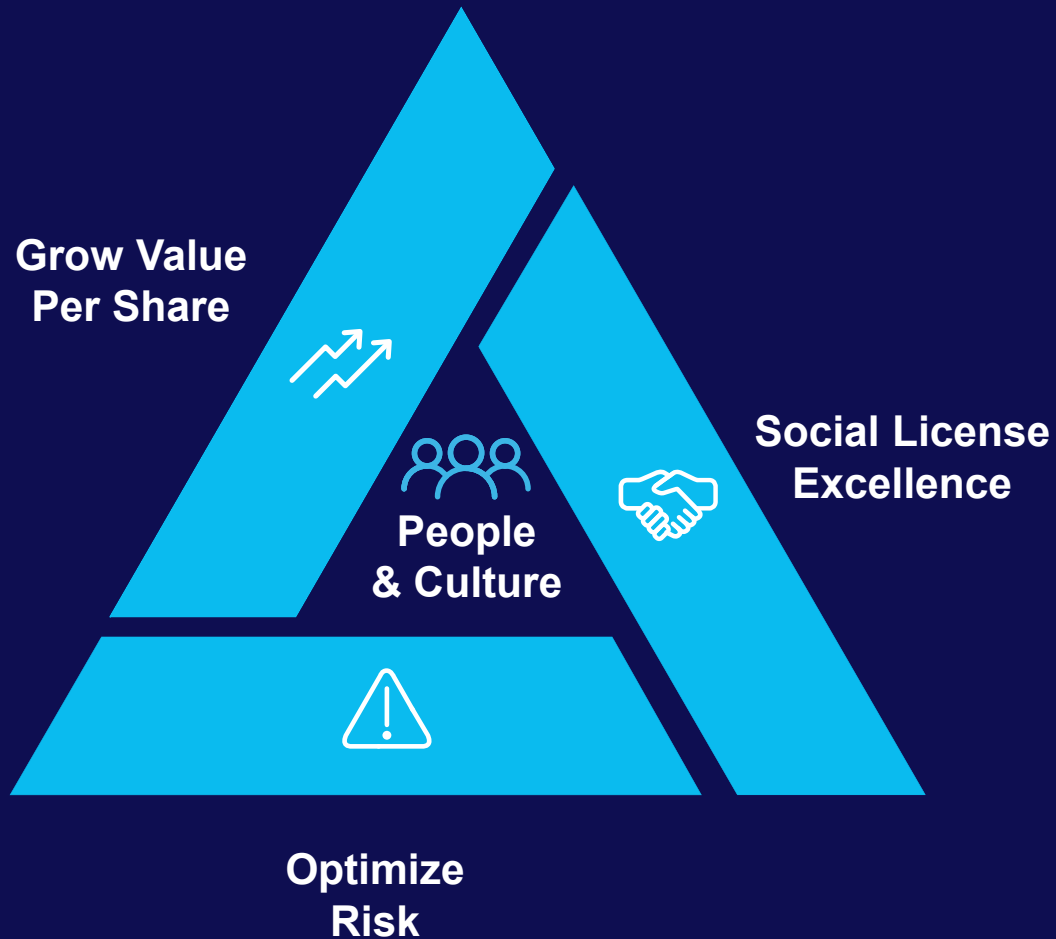 Grow Value
Per Share
Social License
Excellence
People
& Culture
Optimize
Risk